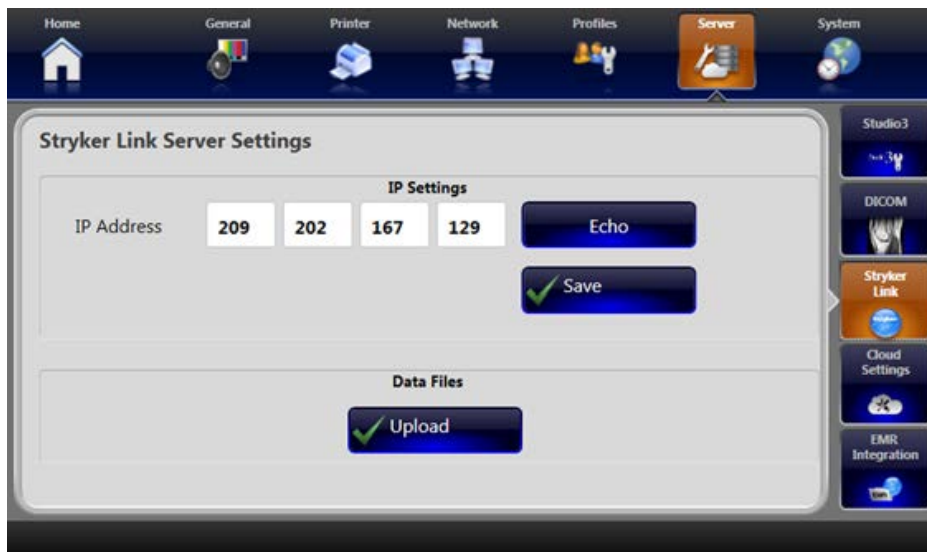 Home General Printer Network Profiles Server System
Stryker Link Server Settings
IP Settings
IP Address 209 202 167 129 Echo
Save
Data Files
Upload
Studio3
DICOM
Stryker
Link
Cloud
Settings
EMR
Integration